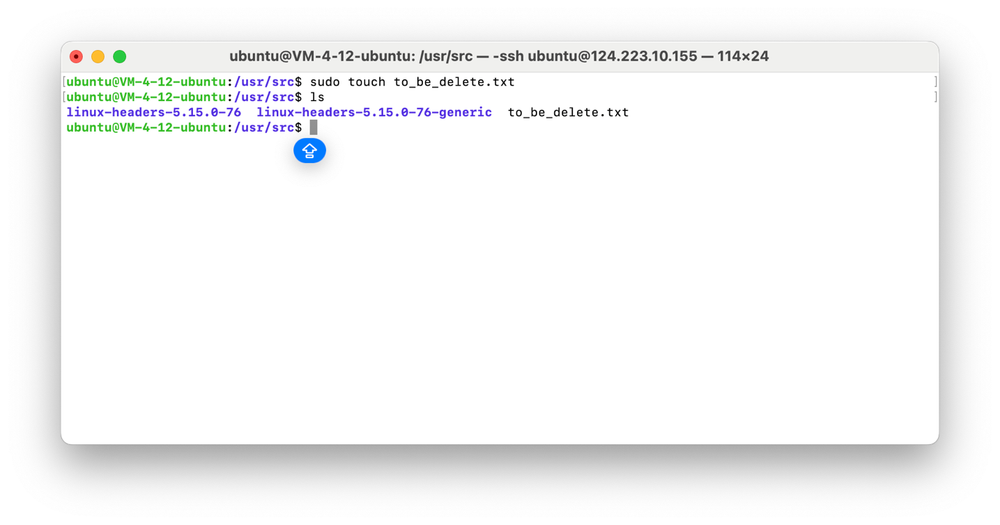 ubuntu@VM-4-12-ubuntu: /usr/src — -ssh ubuntu@124.223.10.155 — 114×24
[ubuntu@VM-4-12-ubuntu:/usr/src$ sudo touch to_be_delete.txt ]
[ubuntu@VM-4-12-ubuntu:/usr/src$ ls ]
linux-headers-5.15.0-76  linux-headers-5.15.0-76-generic  to_be_delete.txt
ubuntu@VM-4-12-ubuntu:/usr/src$